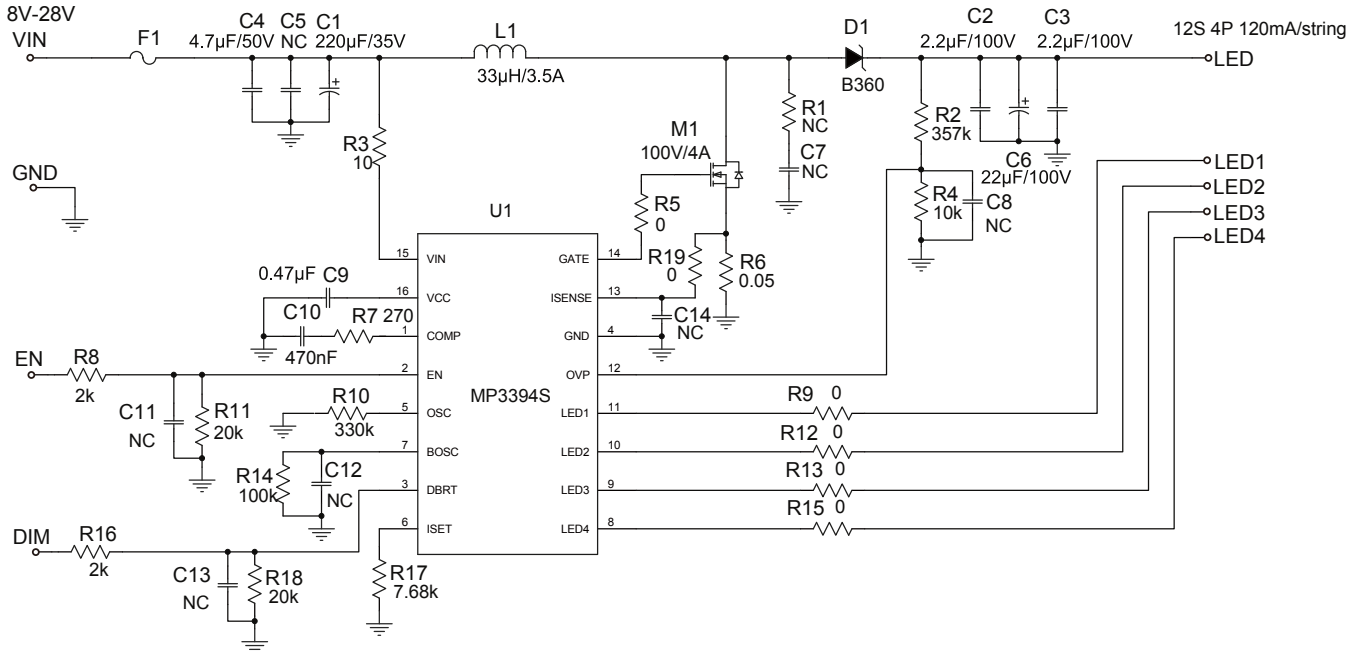 8V-28V
VIN
F1
C4
4.7µF/50V
C5
NC
C1
220µF/35V
+
L1
33µH/3.5A
D1
B360
C2
2.2µF/100V
C3
2.2µF/100V
+
12S 4P 120mA/string
LED
R3
10
M1
100V/4A
R1
NC
C7
NC
R2
357k
C6
22µF/100V
R4
10k
C8
NC
LED1
LED2
LED3
LED4
GND
U1
R5
0
R19
0
R6
0.05
C14
NC
0.47µF
C9
C10
470nF
R7 270
EN
R8
2k
C11
NC
R11
20k
R10
330k
R14
100k
C12
NC
DIM
R16
2k
C13
NC
R18
20k
R17
7.68k
MP3394S
15
VIN
16
VCC
1
COMP
2
EN
5
OSC
7
BOSC
3
DBRT
6
ISET
GATE
14
ISENSE
13
GND
4
OVP
12
LED1
11
LED2
10
LED3
9
LED4
8
R9 0
R12 0
R13 0
R15 0